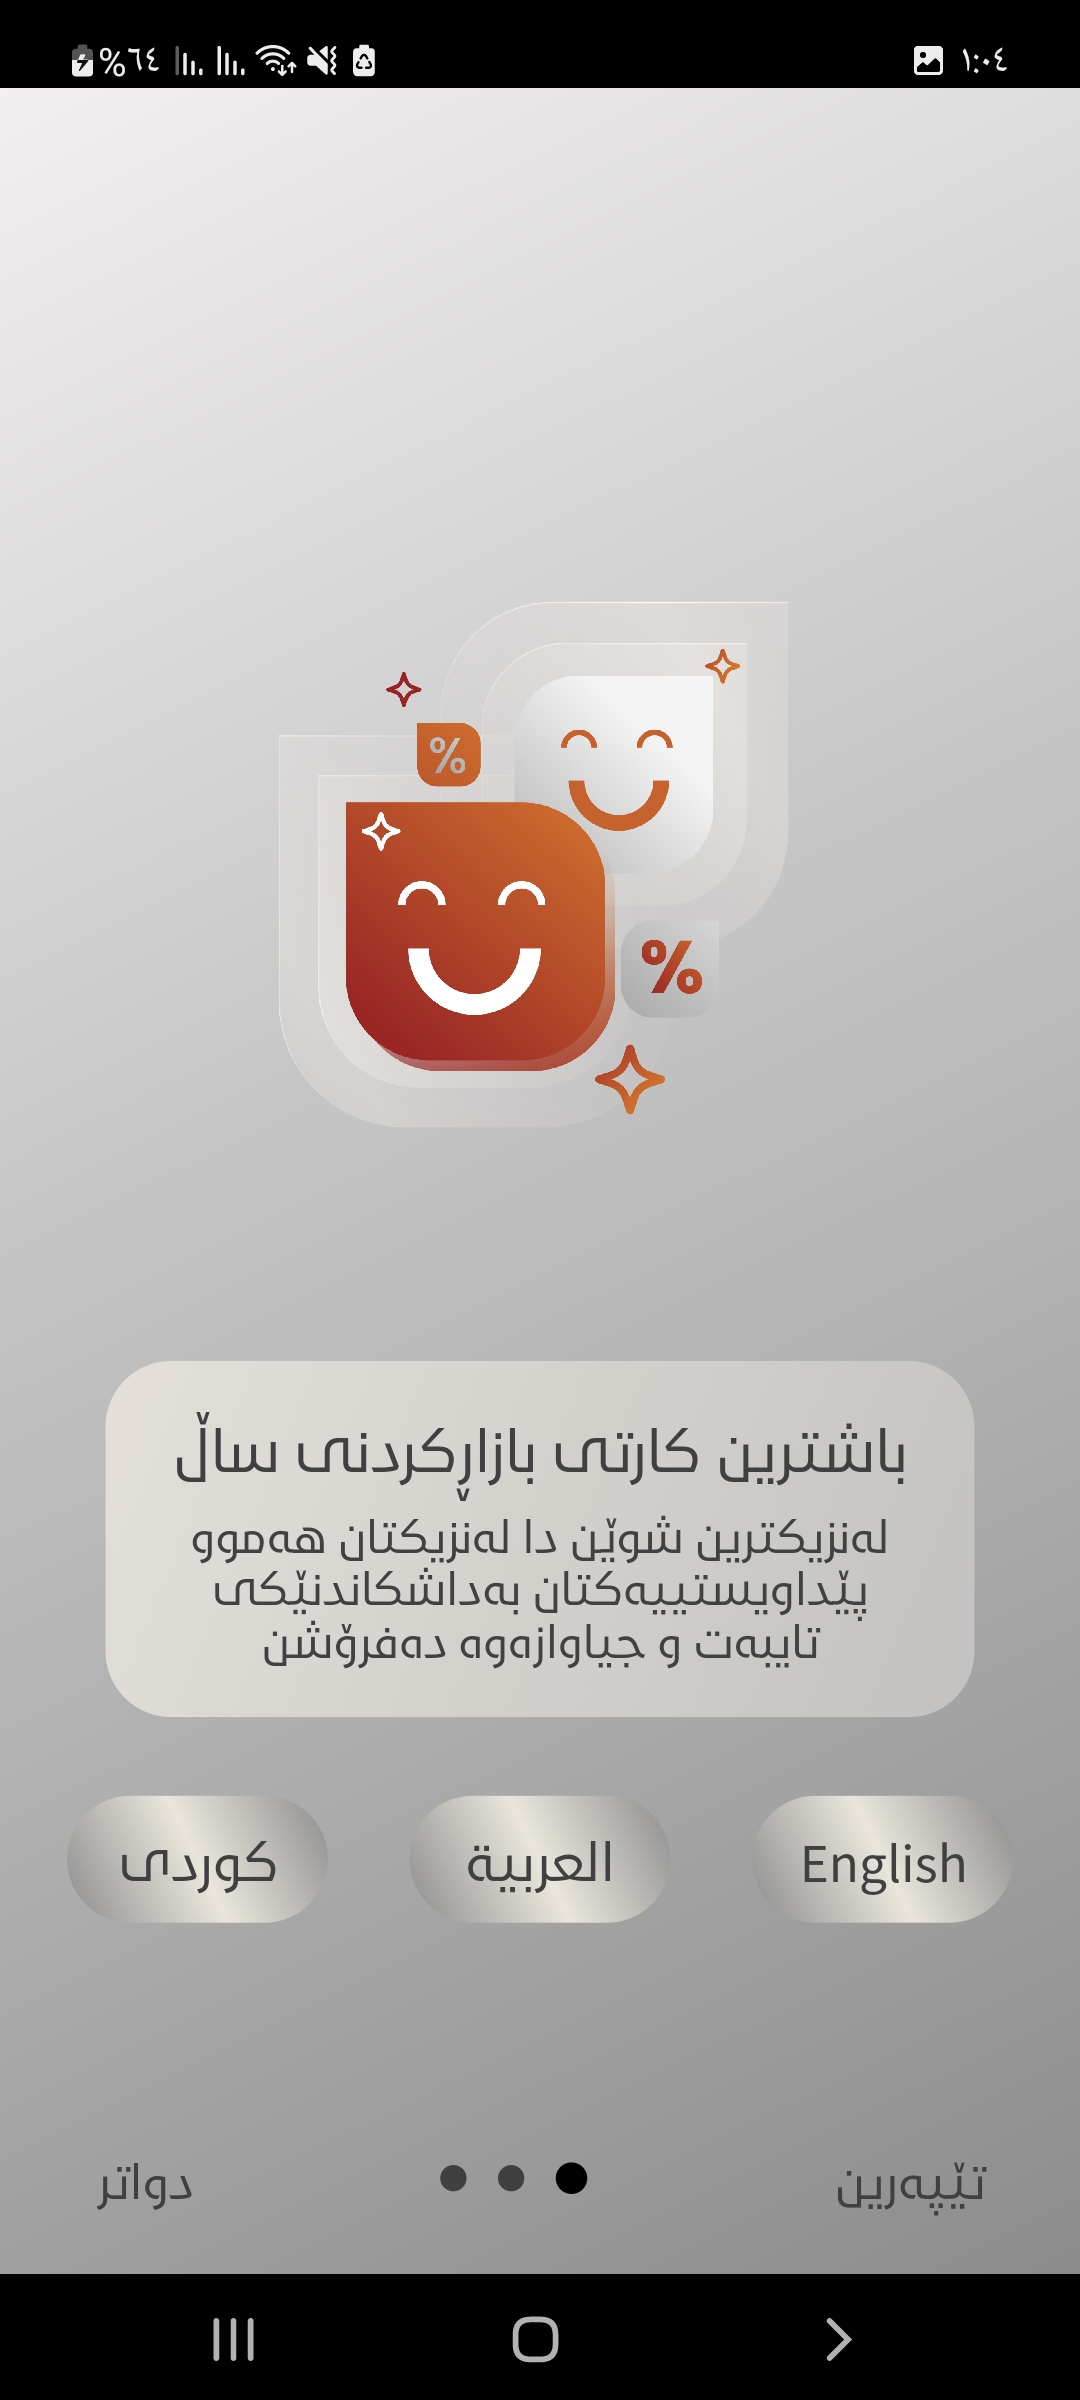 ١:٠٤
%٦٤
%
%
باشترین کارتی بازاڕکردنی ساڵ
لەنزیکترین شوێن دا لەنزیکتان هەموو
پێداویستییەکتان بەداشکاندنێکی
تایبەت و جیاوازەوە دەفرۆشن
English
العربية
کوردی
تێپەرین
دواتر